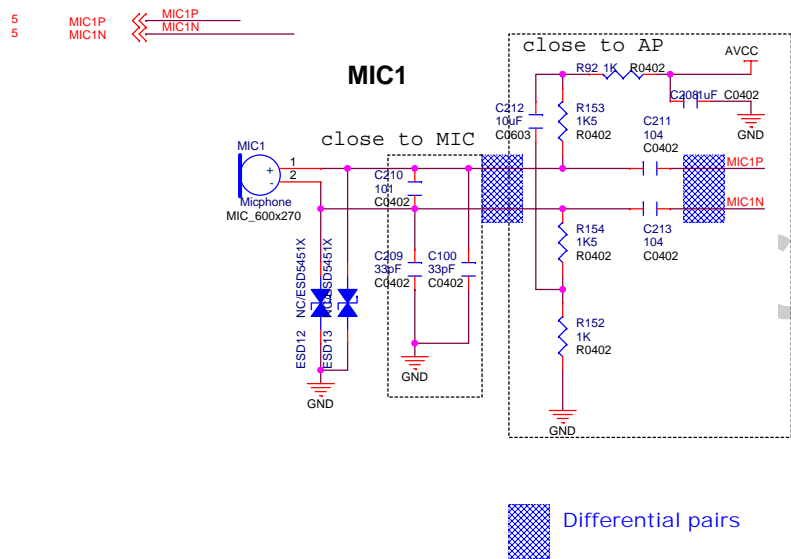 5 MIC1P MIC1P
5 MIC1N MIC1N
MIC1
close to AP
AVCC
R92 1K R0402
C208 1uF C0402
GND
C212
10uF
C0603
R153
1K5
R0402
C211
104
C0402
close to MIC
MIC1
1
+
2
-
Micphone
MIC_600x270
C210
101
C0402
MIC1P
MIC1N
C213
104
C0402
R154
1K5
R0402
C209
33pF
C0402
C100
33pF
C0402
NC/ESD5451X
NC/ESD5451X
ESD12
ESD13
R152
1K
R0402
GND
GND
GND
Differential pairs